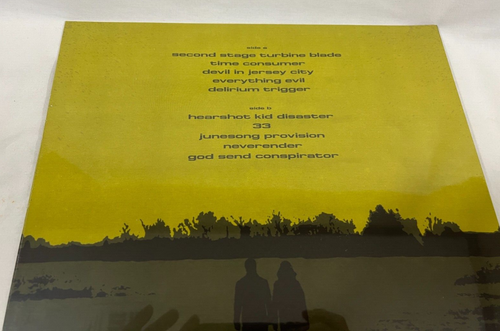 side a
second stage turbine blade
time consumer
devil in jersey city
everything evil
delirium trigger
side b
hearshot kid disaster
33
junesong provision
neverender
god send conspirator